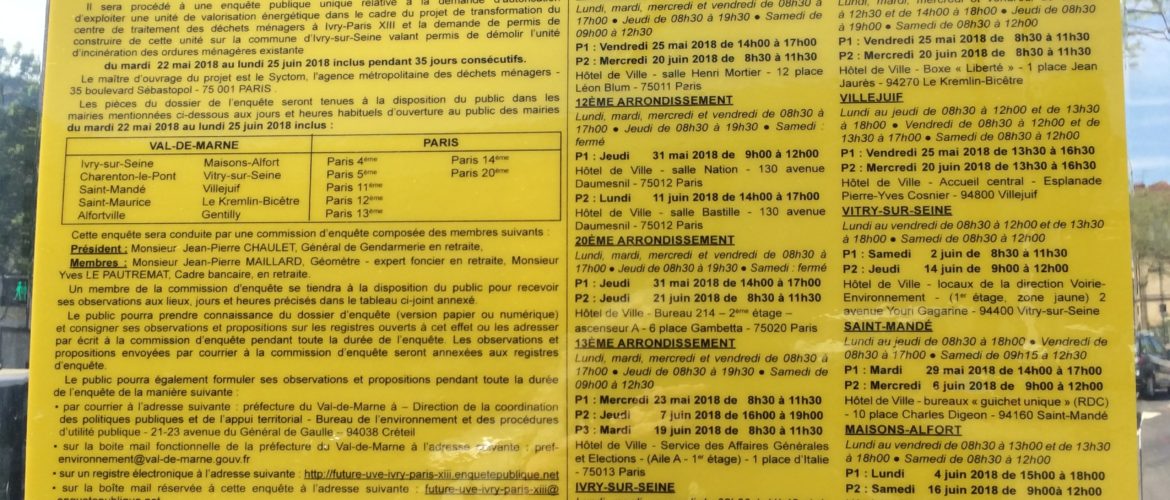 Il sera procédé à une enquête publique unique relative à la demande d'autorisation
d'exploiter une unité de valorisation énergétique dans le cadre du projet de transformation du
centre de traitement des déchets ménagers à Ivry-Paris XIII et la demande de permis de
construire de cette unité sur la commune d'Ivry-sur-Seine valant permis de démolir l'unité
d'incinération des ordures ménagères existante
du mardi 22 mai 2018 au lundi 25 juin 2018 inclus pendant 35 jours consécutifs.
Le maître d'ouvrage du projet est le Syctom, l'agence métropolitaine des déchets ménagers -
35 boulevard Sébastopol - 75 001 PARIS .
Les pièces du dossier de l'enquête seront tenues à la disposition du public dans les
mairies mentionnées ci-dessous aux jours et heures habituels d'ouverture au public des mairies
du mardi 22 mai 2018 au lundi 25 juin 2018 inclus :
VAL-DE-MARNE PARIS
Ivry-sur-Seine Maisons-Alfort Paris 4ème Paris 14ème
Charenton-le-Pont Vitry-sur-Seine Paris 5ème Paris 20ème
Saint-Mandé Villejuif Paris 11ème
Saint-Maurice Le Kremlin-Bicêtre Paris 12ème
Alfortville Gentilly Paris 13ème
Cette enquête sera conduite par une commission d'enquête composée des membres suivants :
Président : Monsieur Jean-Pierre CHAULET, Général de Gendarmerie en retraite,
Membres : Monsieur Jean-Pierre MAILLARD, Géomètre - expert foncier en retraite, Monsieur
Yves LE PAUTREMAT, Cadre bancaire, en retraite.
Un membre de la commission d'enquête se tiendra à la disposition du public pour recevoir
ses observations aux lieux, jours et heures précisés dans le tableau ci-joint annexé.
Le public pourra prendre connaissance du dossier d'enquête (version papier ou numérique)
et consigner ses observations et propositions sur les registres ouverts à cet effet ou les adresser
par écrit à la commission d'enquête pendant toute la durée de l'enquête. Les observations et
propositions envoyées par courrier à la commission d'enquête seront annexées aux registres
d'enquête.
Le public pourra également formuler ses observations et propositions pendant toute la durée
de l'enquête de la manière suivante :
• par courrier à l'adresse suivante : préfecture du Val-de-Marne à – Direction de la coordination
des politiques publiques et de l'appui territorial - Bureau de l'environnement et des procédures
d'utilité publique - 21-23 avenue du Général de Gaulle – 94038 Créteil
• sur la boite mail fonctionnelle de la préfecture du Val-de-Marne à l'adresse suivante : pref-
environnement@val-de-marne.gouv.fr
• sur un registre électronique à l'adresse suivante : http://future-uve-ivry-paris-xiii.enquetepublique.net
• sur la boîte mail réservée à cette enquête à l'adresse suivante : future-uve-ivry-paris-xiii@
enquetepublique.net
Lundi, mardi, mercredi et vendredi de 08h30 à
17h00 ● Jeudi de 08h30 à 19h30 ● Samedi de
09h00 à 12h30
P1 : Vendredi 25 mai 2018 de 14h00 à 17h00
P2 : Mercredi 20 juin 2018 de 8h30 à 11h30
Hôtel de Ville - salle Henri Mortier - 12 place
Léon Blum - 75011 Paris
12ÈME ARRONDISSEMENT
Lundi, mardi, mercredi et vendredi de 08h30 à
17h00 ● Jeudi de 08h30 à 19h30 ● Samedi :
fermé
P1 : Jeudi 31 mai 2018 de 9h00 à 12h00
Hôtel de Ville - salle Nation - 130 avenue
Daumesnil - 75012 Paris
P2 : Lundi 11 juin 2018 de 14h00 à 17h00
Hôtel de Ville - salle Bastille - 130 avenue
Daumesnil - 75012 Paris
20ÈME ARRONDISSEMENT
Lundi, mardi, mercredi et vendredi de 08h30 à
17h00 ● Jeudi de 08h30 à 19h30 ● Samedi : fermé
P1 : Jeudi 31 mai 2018 de 14h00 à 17h00
P2 : Jeudi 21 juin 2018 de 8h30 à 11h30
Hôtel de Ville - Bureau 214 – 2ème étage –
ascenseur A - 6 place Gambetta - 75020 Paris
13ÈME ARRONDISSEMENT
Lundi, mardi, mercredi et vendredi de 08h30 à
17h00 ● Jeudi de 08h30 à 19h30 ● Samedi de
09h00 à 12h30
P1 : Mercredi 23 mai 2018 de 8h30 à 11h30
P2 : Jeudi 7 juin 2018 de 16h00 à 19h00
P3 : Mardi 19 juin 2018 de 8h30 à 11h30
Hôtel de Ville - Service des Affaires Générales
et Elections - (Aile A - 1er étage) - 1 place d'Italie
- 75013 Paris
IVRY-SUR-SEINE
Lundi, mardi, mercredi et vendredi de 08h30
à 12h30 et de 14h00 à 18h00 ● Jeudi de
08h30 à 12h30 ● Samedi de 08h30 à 12h00
P1 : Vendredi 25 mai 2018 de 8h30 à 11h30
P2 : Mercredi 20 juin 2018 de 8h30 à 11h30
Hôtel de Ville - Boxe « Liberté » - 1 place Jean
Jaurès - 94270 Le Kremlin-Bicêtre
VILLEJUIF
Lundi au jeudi de 08h30 à 12h00 et de 13h30
à 18h00 ● Vendredi de 08h30 à 12h00 et de
13h30 à 17h00 ● Samedi de 08h30 à 12h00
P1 : Vendredi 25 mai 2018 de 13h30 à 16h30
P2 : Mercredi 20 juin 2018 de 13h30 à 16h30
Hôtel de Ville - Accueil central - Esplanade
Pierre-Yves Cosnier - 94800 Villejuif
VITRY-SUR-SEINE
Lundi au vendredi de 08h30 à 12h00 et de 13h30
à 18h00 ● Samedi de 08h30 à 12h00
P1 : Samedi 2 juin de 8h30 à 11h30
P2 : Jeudi 14 juin de 9h00 à 12h00
Hôtel de Ville - locaux de la direction Voirie-
Environnement - (1er étage, zone jaune) 2
avenue Youri Gagarine - 94400 Vitry-sur-Seine
SAINT-MANDÉ
Lundi au jeudi de 08h30 à 18h00 ● Vendredi de
08h30 à 17h00 ● Samedi de 09h15 à 12h30
P1 : Mardi 29 mai 2018 de 14h00 à 17h00
P2 : Mercredi 6 juin 2018 de 9h00 à 12h00
Hôtel de Ville - bureaux « guichet unique » (RDC)
- 10 place Charles Digeon - 94160 Saint-Mandé
MAISONS-ALFORT
Lundi au vendredi de 08h30 à 13h00 et de 13h30
à 18h00 ● Samedi de 08h30 à 12h00
P1 : Lundi 4 juin 2018 de 15h00 à 18h00
P2 : Samedi 16 juin 2018 de 9h00 à 12h00